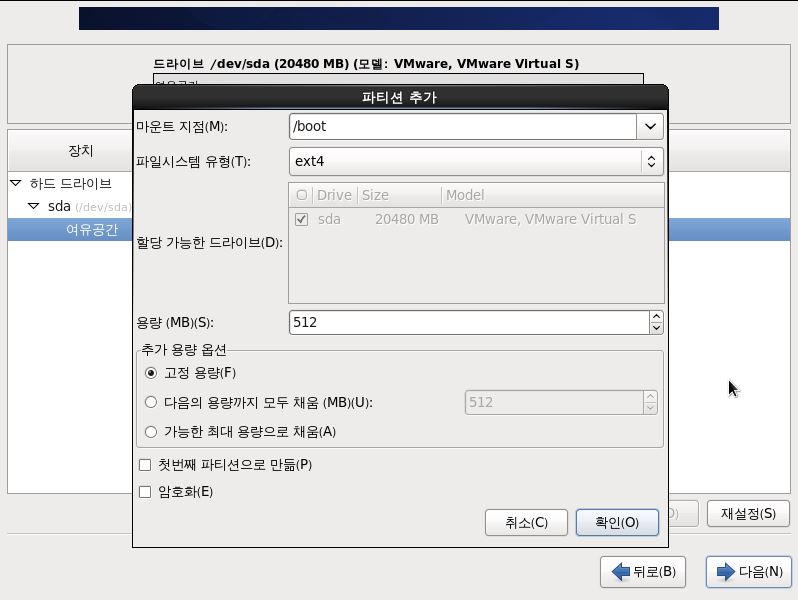 드라이브 /dev/sda (20480 MB) (모델: VMware, VMware Virtual S)
여유공간
파티션 추가
마운트 지점(M): /boot
장치
파일시스템 유형(T): ext4
하드 드라이브
Drive Size Model
sda (/dev/sda)
sda 20480 MB VMware, VMware Virtual S
여유공간
할당 가능한 드라이브(D):
용량 (MB)(S): 512
추가 용량 옵션
고정 용량(F)
다음의 용량까지 모두 채움 (MB)(U): 512
가능한 최대 용량으로 채움(A)
첫번째 파티션으로 만듦(P)
암호화(E)
취소(C) 확인(O) 재설정(S)
뒤로(B) 다음(N)